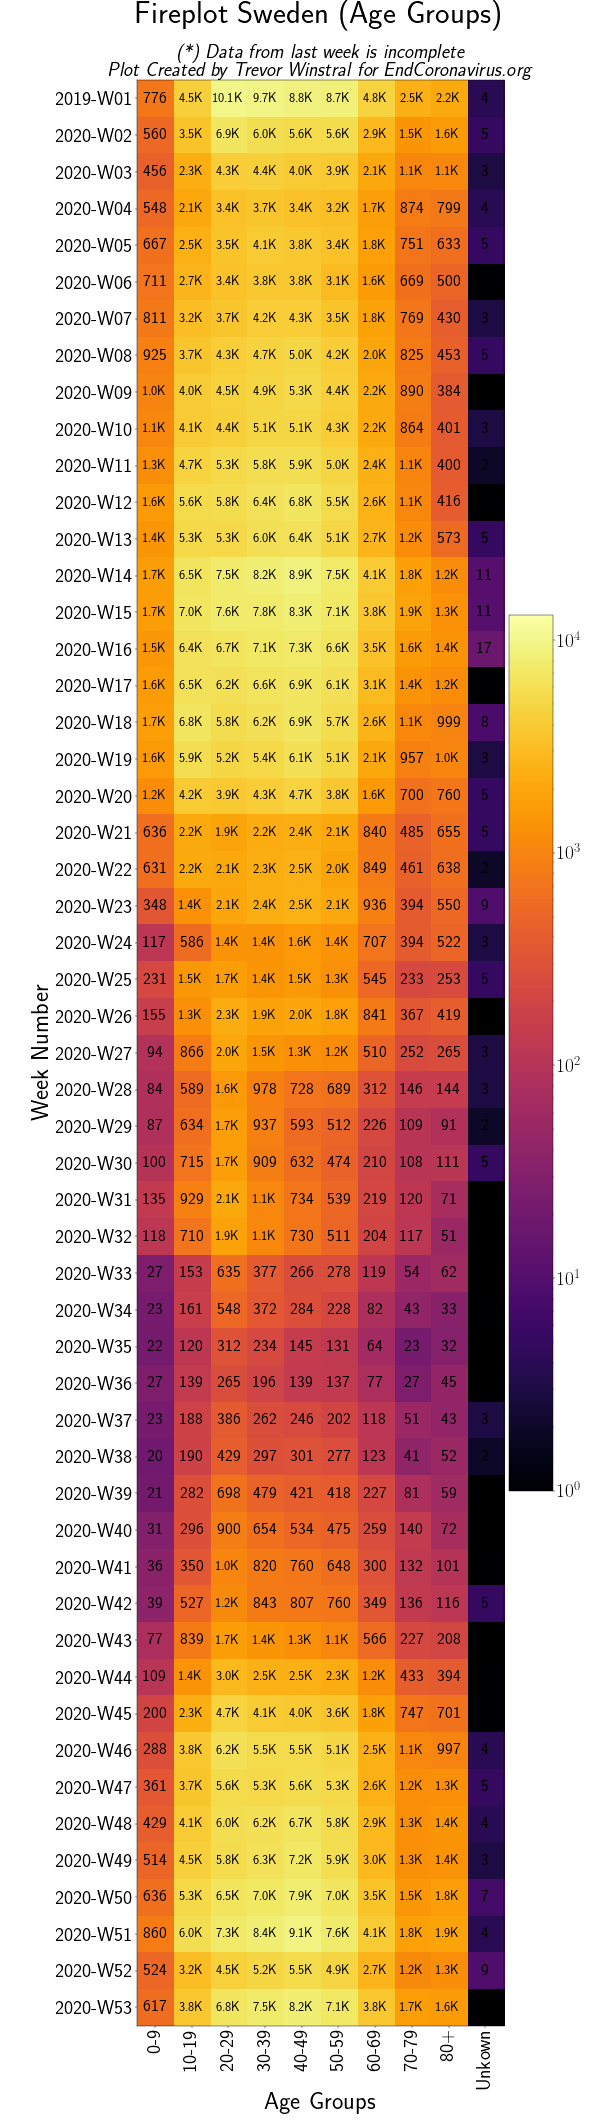 Fireplot Sweden (Age Groups)
(*) Data from last week is incomplete
Plot Created by Trevor Winstral for EndCoronavirus.org
2019-W01 776 4.5K 10.1K 9.7K 8.8K 8.7K 4.8K 2.5K 2.2K 4
2020-W02 560 3.5K 6.9K 6.0K 5.6K 5.6K 2.9K 1.5K 1.6K 5
2020-W03 456 2.3K 4.3K 4.4K 4.0K 3.9K 2.1K 1.1K 1.1K 3
2020-W04 548 2.1K 3.4K 3.7K 3.4K 3.2K 1.7K 874 799 4
2020-W05 667 2.5K 3.5K 4.1K 3.8K 3.4K 1.8K 751 633 5
2020-W06 711 2.7K 3.4K 3.8K 3.8K 3.1K 1.6K 669 500
2020-W07 811 3.2K 3.7K 4.2K 4.3K 3.5K 1.8K 769 430 3
2020-W08 925 3.7K 4.3K 4.7K 5.0K 4.2K 2.0K 825 453 5
2020-W09 1.0K 4.0K 4.5K 4.9K 5.3K 4.4K 2.2K 890 384
2020-W10 1.1K 4.1K 4.4K 5.1K 5.1K 4.3K 2.2K 864 401 3
2020-W11 1.3K 4.7K 5.3K 5.8K 5.9K 5.0K 2.4K 1.1K 400 2
2020-W12 1.6K 5.6K 5.8K 6.4K 6.8K 5.5K 2.6K 1.1K 416
2020-W13 1.4K 5.3K 5.3K 6.0K 6.4K 5.1K 2.7K 1.2K 573 5
2020-W14 1.7K 6.5K 7.5K 8.2K 8.9K 7.5K 4.1K 1.8K 1.2K 11
2020-W15 1.7K 7.0K 7.6K 7.8K 8.3K 7.1K 3.8K 1.9K 1.3K 11
2020-W16 1.5K 6.4K 6.7K 7.1K 7.3K 6.6K 3.5K 1.6K 1.4K 17
2020-W17 1.6K 6.5K 6.2K 6.6K 6.9K 6.1K 3.1K 1.4K 1.2K
2020-W18 1.7K 6.8K 5.8K 6.2K 6.9K 5.7K 2.6K 1.1K 999 8
2020-W19 1.6K 5.9K 5.2K 5.4K 6.1K 5.1K 2.1K 957 1.0K 3
2020-W20 1.2K 4.2K 3.9K 4.3K 4.7K 3.8K 1.6K 700 760 5
2020-W21 636 2.2K 1.9K 2.2K 2.4K 2.1K 840 485 655 5
2020-W22 631 2.2K 2.1K 2.3K 2.5K 2.0K 849 461 638 2
2020-W23 348 1.4K 2.1K 2.4K 2.5K 2.1K 936 394 550 9
2020-W24 117 586 1.4K 1.4K 1.6K 1.4K 707 394 522 3
2020-W25 231 1.5K 1.7K 1.4K 1.5K 1.3K 545 233 253 5
2020-W26 155 1.3K 2.3K 1.9K 2.0K 1.8K 841 367 419
2020-W27 94 866 2.0K 1.5K 1.3K 1.2K 510 252 265 3
2020-W28 84 589 1.6K 978 728 689 312 146 144 3
2020-W29 87 634 1.7K 937 593 512 226 109 91 2
2020-W30 100 715 1.7K 909 632 474 210 108 111 5
2020-W31 135 929 2.1K 1.1K 734 539 219 120 71
2020-W32 118 710 1.9K 1.1K 730 511 204 117 51
2020-W33 27 153 635 377 266 278 119 54 62
2020-W34 23 161 548 372 284 228 82 43 33
2020-W35 22 120 312 234 145 131 64 23 32
2020-W36 27 139 265 196 139 137 77 27 45
2020-W37 23 188 386 262 246 202 118 51 43 3
2020-W38 20 190 429 297 301 277 123 41 52 2
2020-W39 21 282 698 479 421 418 227 81 59
2020-W40 31 296 900 654 534 475 259 140 72
2020-W41 36 350 1.0K 820 760 648 300 132 101
2020-W42 39 527 1.2K 843 807 760 349 136 116 5
2020-W43 77 839 1.7K 1.4K 1.3K 1.1K 566 227 208
2020-W44 109 1.4K 3.0K 2.5K 2.5K 2.3K 1.2K 433 394
2020-W45 200 2.3K 4.7K 4.1K 4.0K 3.6K 1.8K 747 701
2020-W46 288 3.8K 6.2K 5.5K 5.5K 5.1K 2.5K 1.1K 997 4
2020-W47 361 3.7K 5.6K 5.3K 5.6K 5.3K 2.6K 1.2K 1.3K 5
2020-W48 429 4.1K 6.0K 6.2K 6.7K 5.8K 2.9K 1.3K 1.4K 4
2020-W49 514 4.5K 5.8K 6.3K 7.2K 5.9K 3.0K 1.3K 1.4K 3
2020-W50 636 5.3K 6.5K 7.0K 7.9K 7.0K 3.5K 1.5K 1.8K 7
2020-W51 860 6.0K 7.3K 8.4K 9.1K 7.6K 4.1K 1.8K 1.9K 4
2020-W52 524 3.2K 4.5K 5.2K 5.5K 4.9K 2.7K 1.2K 1.3K 9
2020-W53 617 3.8K 6.8K 7.5K 8.2K 7.1K 3.8K 1.7K 1.6K
0-9 10-19 20-29 30-39 40-49 50-59 60-69 70-79 80+ Unkown
Age Groups
Week Number
10⁴
10³
10²
10¹
10⁰